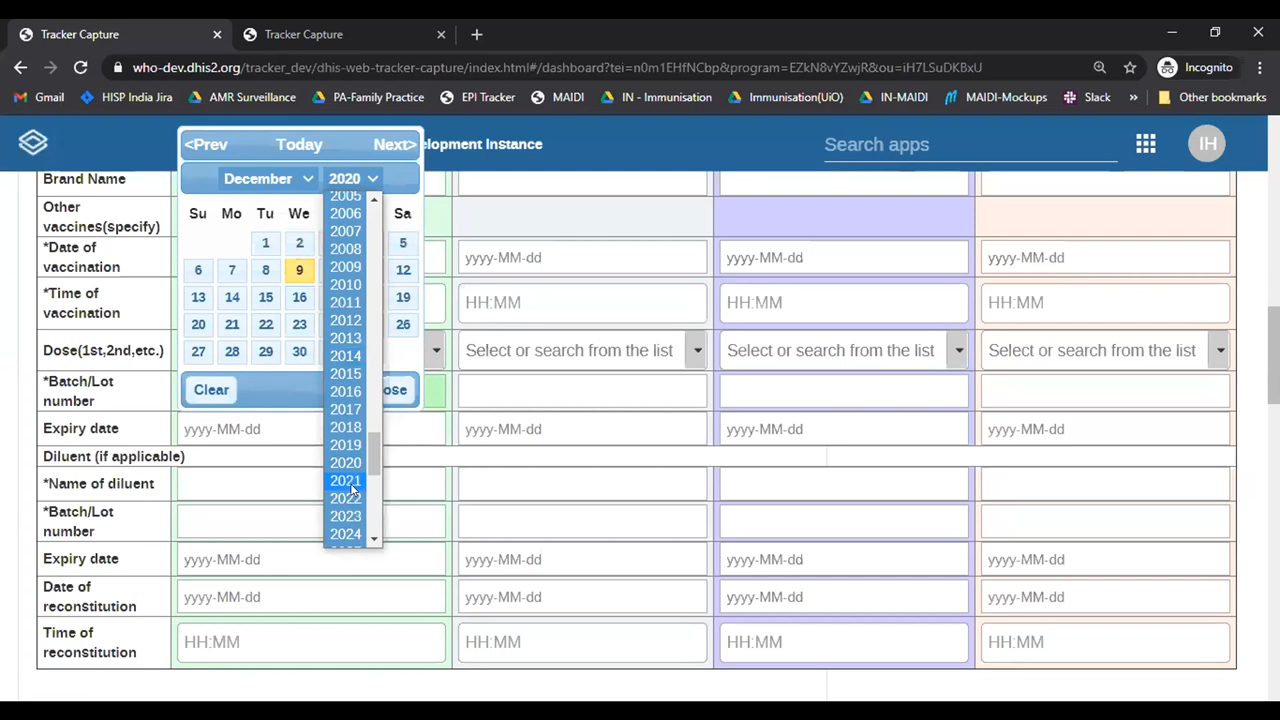 Tracker Capture
Tracker Capture
who-dev.dhis2.org/tracker_dev/dhis-web-tracker-capture/index.html#/dashboard?tei=n0m1EHfNCbp&program=EZkN8vYZwjR&ou=iH7LSuDKBxU
Incognito
Gmail
HISP India Jira
AMR Surveillance
PA-Family Practice
EPI Tracker
MAIDI
IN - Immunisation
Immunisation(UiO)
IN-MAIDI
MAIDI-Mockups
Slack
»
Other bookmarks
<Prev
Today
Next>
elopment Instance
Search apps
IH
December
2020
Su Mo Tu We Sa
1 2 5
6 7 8 9 12
13 14 15 16 19
20 21 22 23 26
27 28 29 30
Clear
ose
2005
2006
2007
2008
2009
2010
2011
2012
2013
2014
2015
2016
2017
2018
2019
2020
2021
2022
2023
2024
Brand Name
Other
vaccines(specify)
*Date of
vaccination
yyyy-MM-dd yyyy-MM-dd yyyy-MM-dd
*Time of
vaccination
HH:MM HH:MM HH:MM
Dose(1st,2nd,etc.)
Select or search from the list Select or search from the list Select or search from the list
*Batch/Lot
number
Expiry date
yyyy-MM-dd yyyy-MM-dd yyyy-MM-dd yyyy-MM-dd
Diluent (if applicable)
*Name of diluent
*Batch/Lot
number
Expiry date
yyyy-MM-dd yyyy-MM-dd yyyy-MM-dd yyyy-MM-dd
Date of
reconstitution
yyyy-MM-dd yyyy-MM-dd yyyy-MM-dd yyyy-MM-dd
Time of
reconstitution
HH:MM HH:MM HH:MM HH:MM